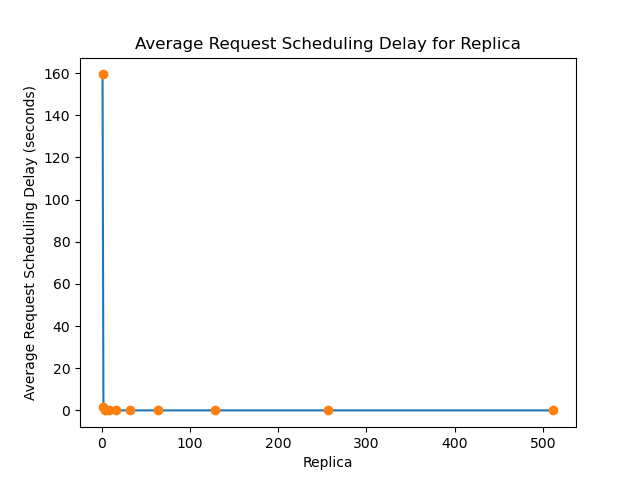 Average Request Scheduling Delay for Replica
Average Request Scheduling Delay (seconds)
160
140
120
100
80
60
40
20
0
0 100 200 300 400 500
Replica